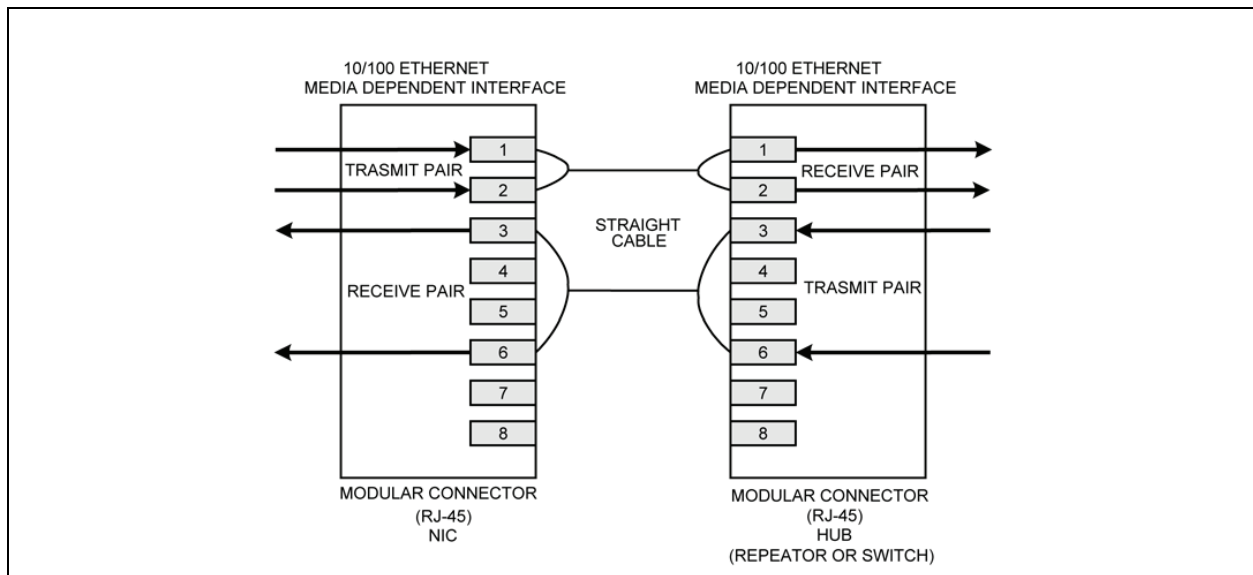 10/100 ETHERNET
MEDIA DEPENDENT INTERFACE
1
TRASMIT PAIR
2
3
4
RECEIVE PAIR
5
6
7
8
MODULAR CONNECTOR
(RJ-45)
NIC
STRAIGHT
CABLE
10/100 ETHERNET
MEDIA DEPENDENT INTERFACE
1
RECEIVE PAIR
2
3
4
TRASMIT PAIR
5
6
7
8
MODULAR CONNECTOR
(RJ-45)
HUB
(REPEATOR OR SWITCH)